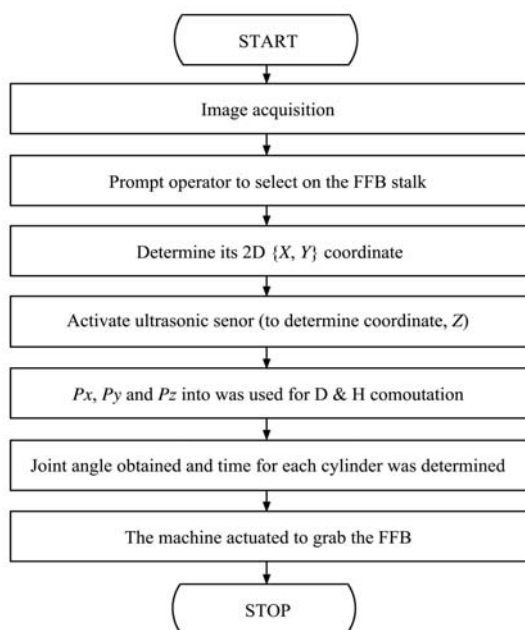 START
Image acquisition
Prompt operator to select on the FFB stalk
Determine its 2D {X, Y} coordinate
Activate ultrasonic senor (to determine coordinate, Z)
Px, Py and Pz into was used for D & H comoutation
Joint angle obtained and time for each cylinder was determined
The machine actuated to grab the FFB
STOP